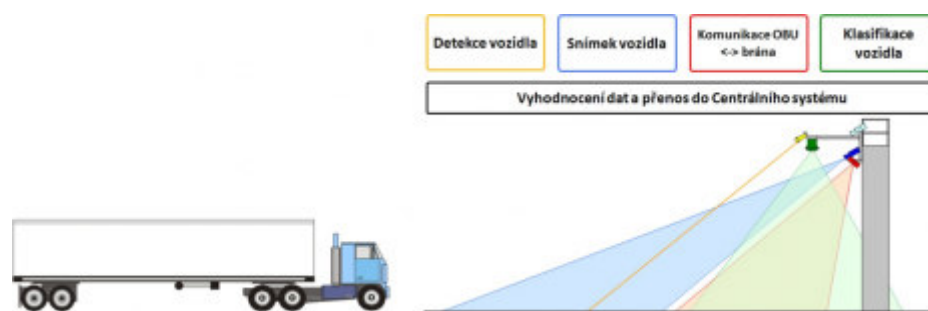 Detekce vozidla
Snímek vozidla
Komunikace OBU
<-> brána
Klasifikace
vozidla
Vyhodnocení dat a přenos do Centrálního systému